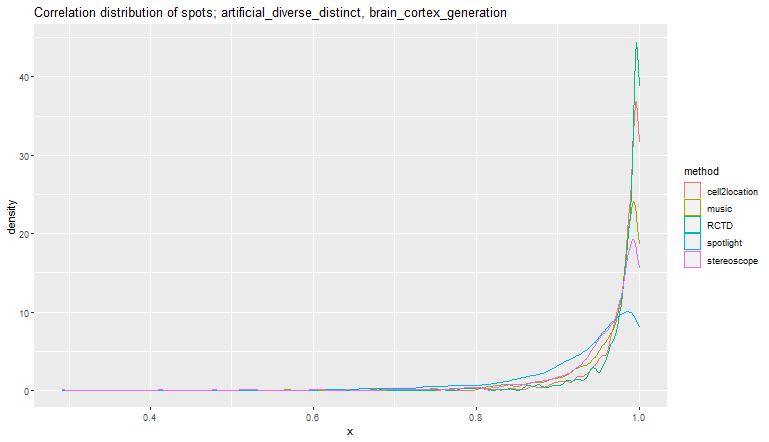 Correlation distribution of spots; artificial_diverse_distinct, brain_cortex_generation
40
30
20
10
0
density
0.4
0.6
0.8
1.0
x
method
cell2location
music
RCTD
spotlight
stereoscope